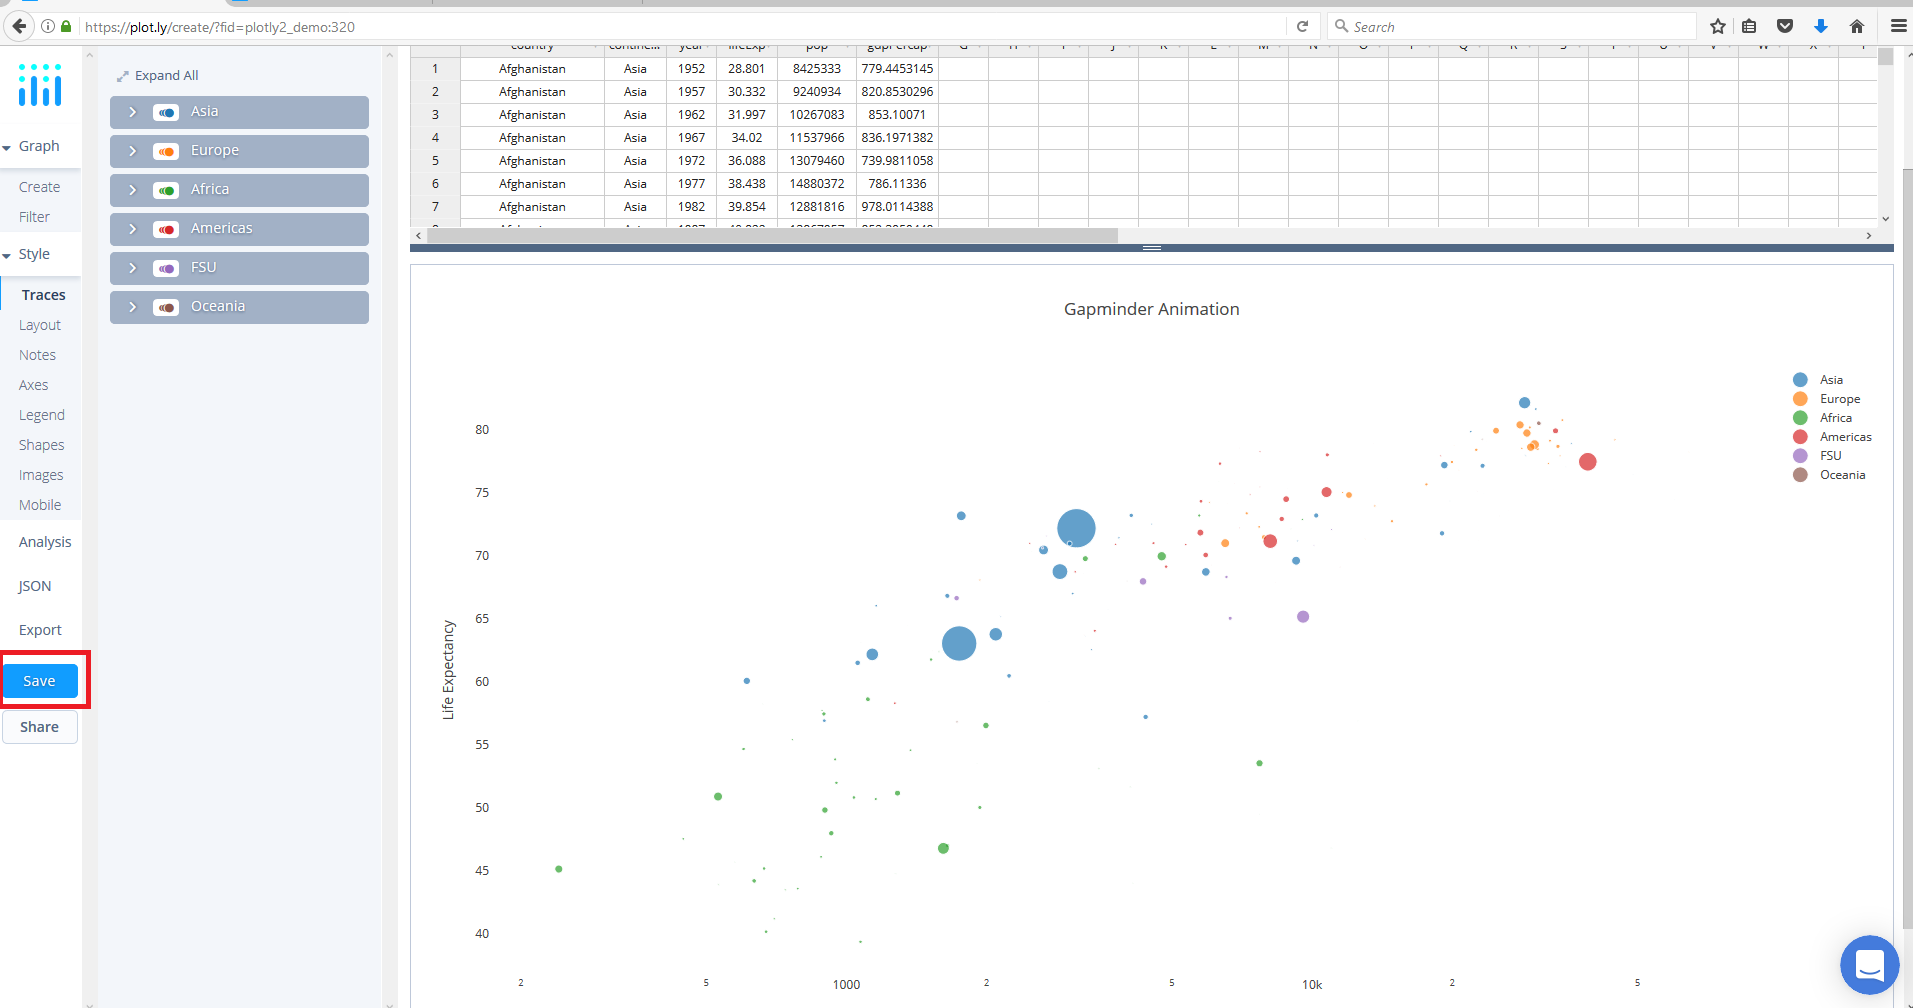 https://plot.ly/create/?fid=plotly2_demo:320
Search
Expand All
Asia
Europe
Africa
Americas
FSU
Oceania
Graph
Create
Filter
Style
Traces
Layout
Notes
Axes
Legend
Shapes
Images
Mobile
Analysis
JSON
Export
Save
Share
country contine... year lifeExp pop gdpPercap G H I J K L M N O P Q R S T U V W X
1 Afghanistan Asia 1952 28.801 8425333 779.4453145
2 Afghanistan Asia 1957 30.332 9240934 820.8530296
3 Afghanistan Asia 1962 31.997 10267083 853.10071
4 Afghanistan Asia 1967 34.02 11537966 836.1971382
5 Afghanistan Asia 1972 36.088 13079460 739.9811058
6 Afghanistan Asia 1977 38.438 14880372 786.11336
7 Afghanistan Asia 1982 39.854 12881816 978.0114388
Gapminder Animation
Asia
Europe
Africa
Americas
FSU
Oceania
Life Expectancy
80
75
70
65
60
55
50
45
40
2 5 1000 2 5 10k 2 5